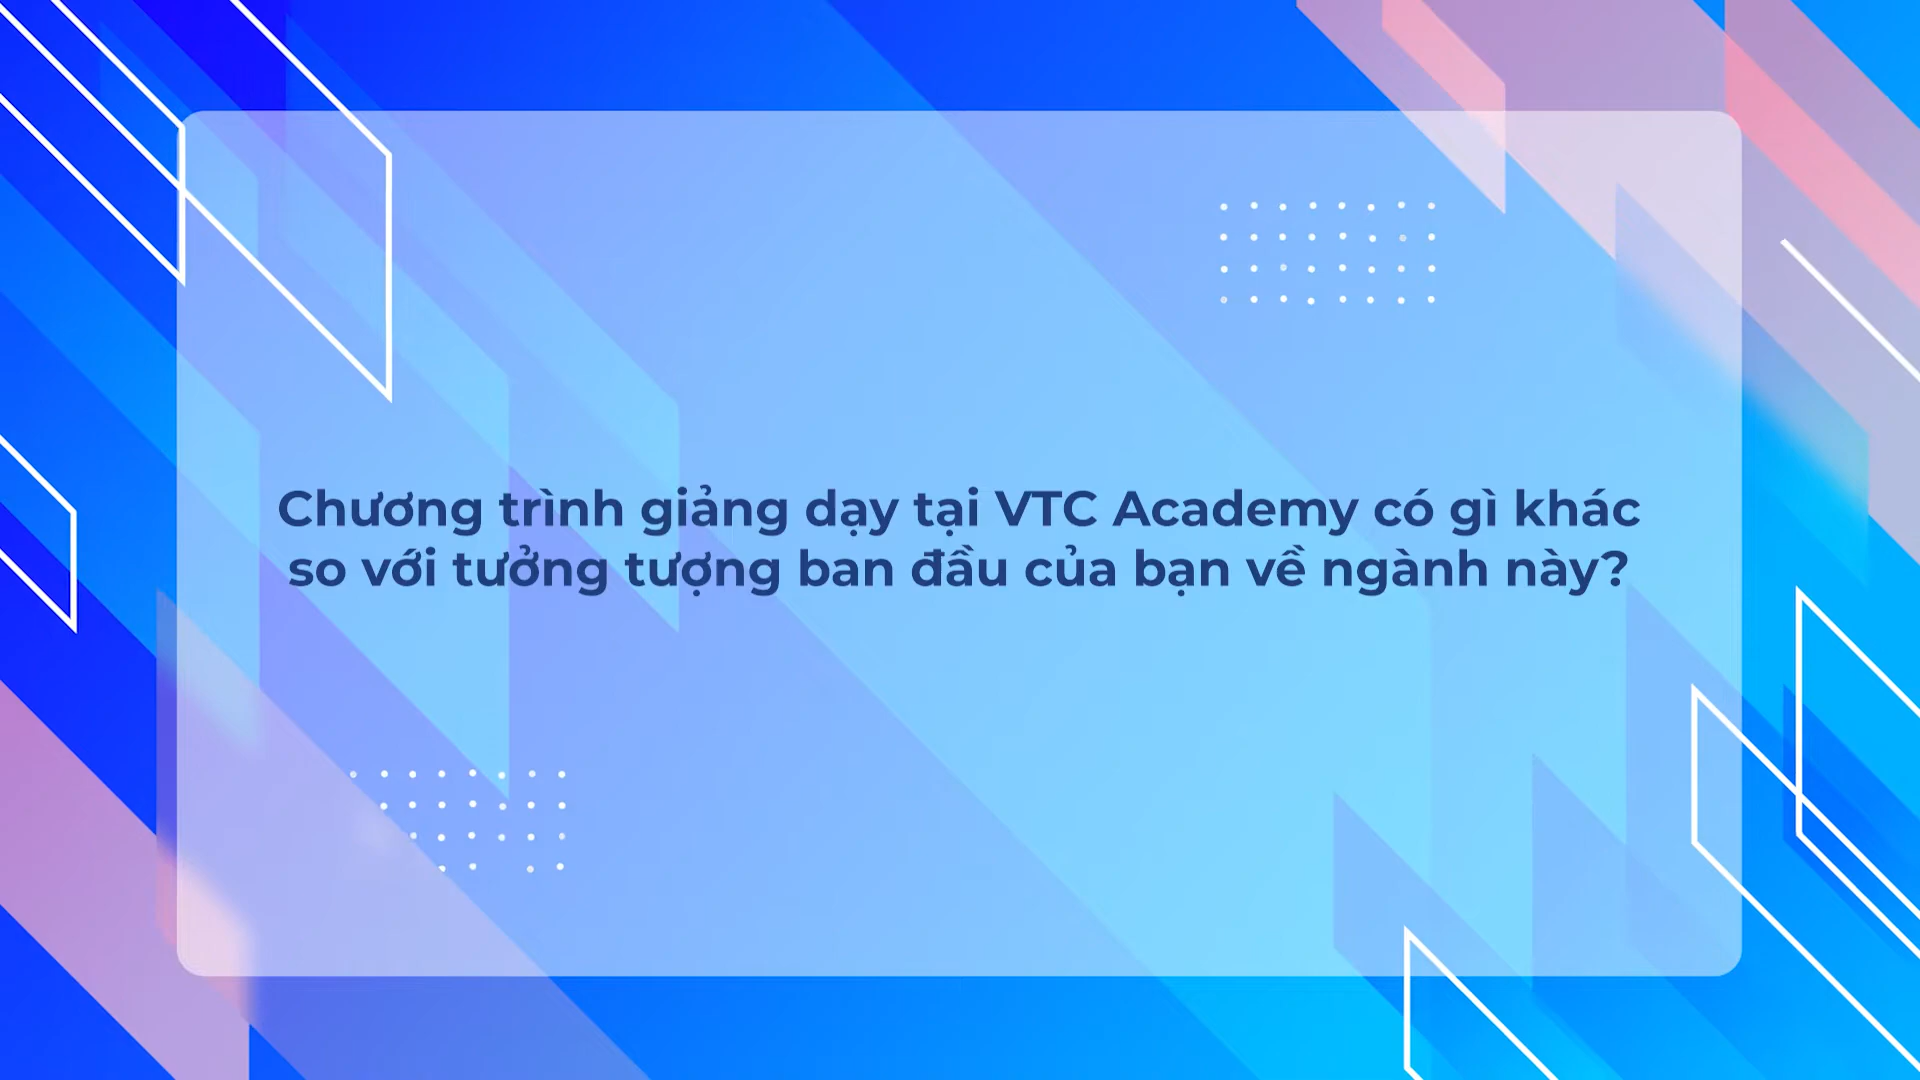 Chương trình giảng dạy tại VTC Academy có gì khác
so với tưởng tượng ban đầu của bạn về ngành này?